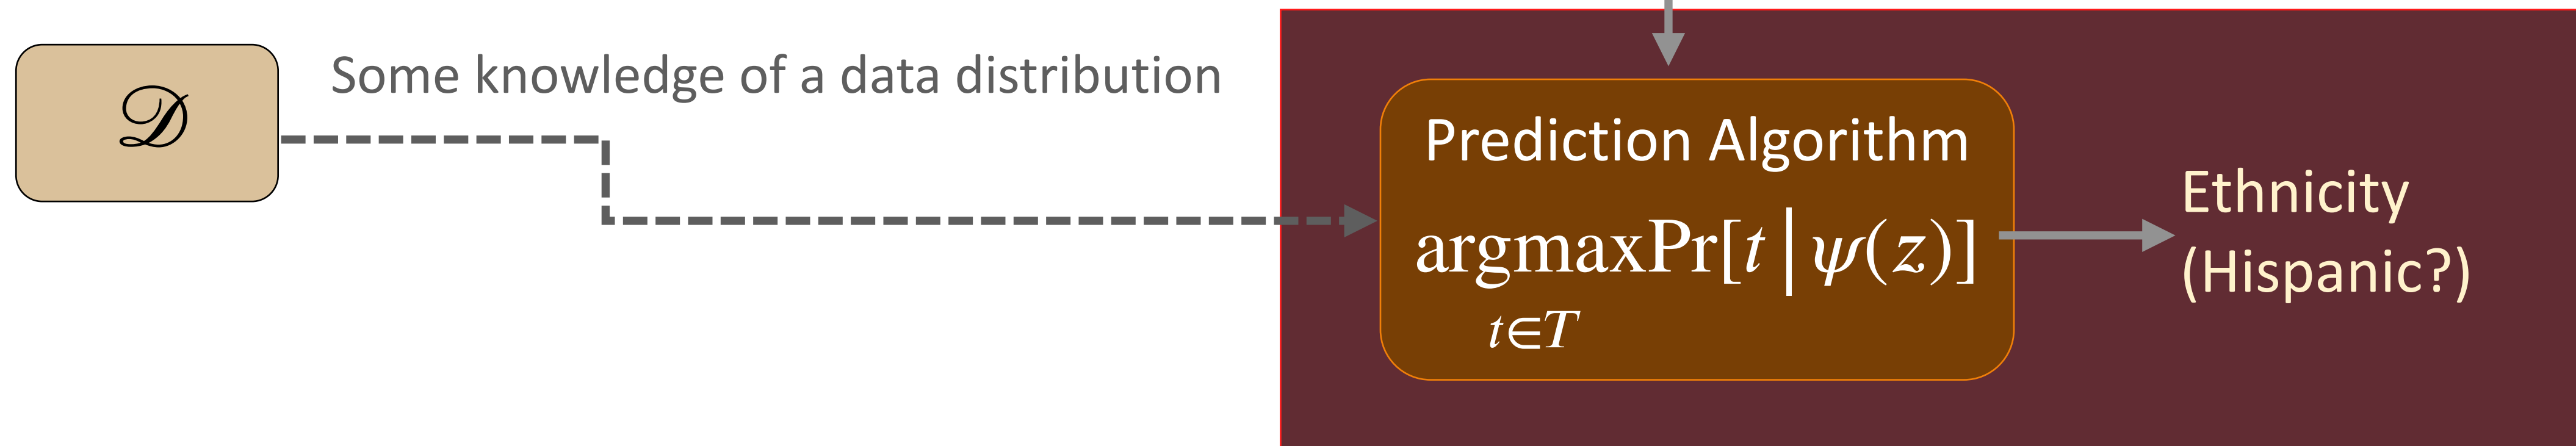 𝒟
Some knowledge of a data distribution
Prediction Algorithm
argmaxPr[t | ψ(z)]
t∈T
Ethnicity
(Hispanic?)